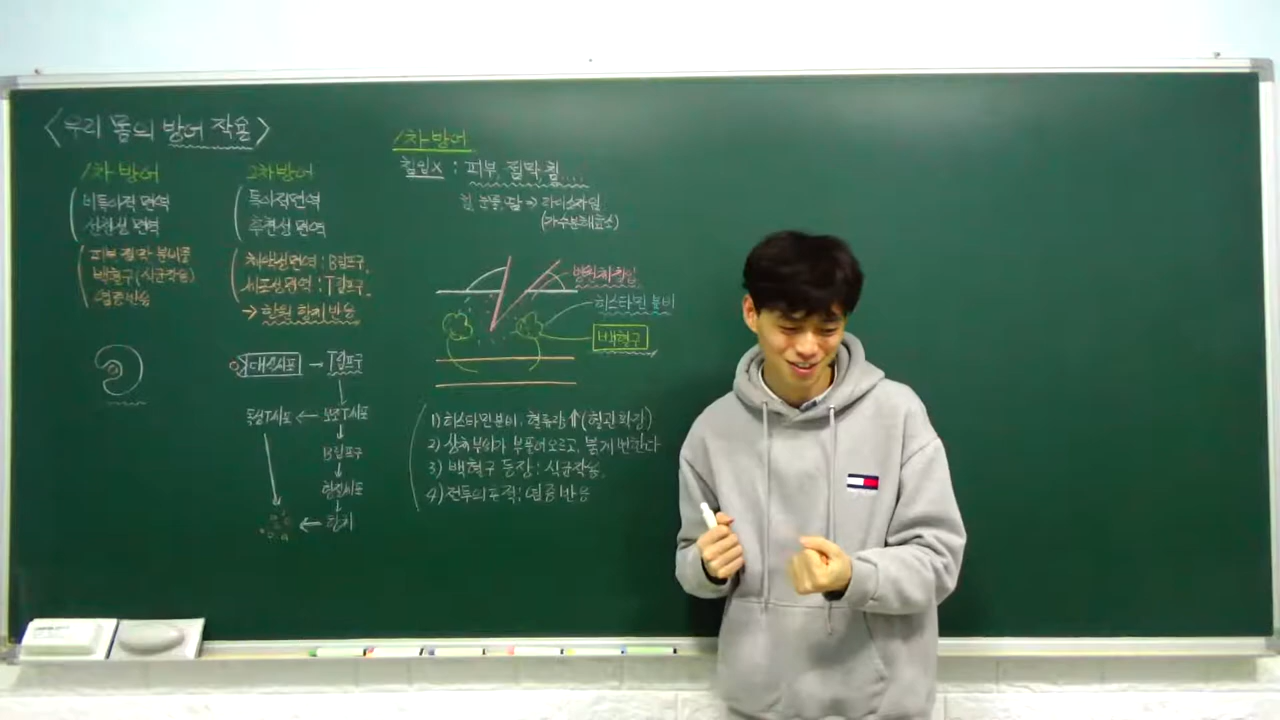 <우리 몸의 방어 작용>
1차 방어
비특이적 면역
선천성 면역
피부 점막 분비물
백혈구(식균작용)
염증반응
2차 방어
특이적 면역
후천성 면역
체액성 면역 : B림프구
세포성 면역 : T림프구
→ 항원 항체 반응
대식세포 → T림프구
독성T세포 ← 보조T세포
B림프구
형질세포
항체
1차 방어
침입X : 피부, 점막, 침....
침, 눈물, 땀 ⇒ 라이소자임
(가수분해효소)
병원체 침입
히스타민 분비
백혈구
1) 히스타민 분비, 혈류량⇑(혈관 확장)
2) 상처부위가 부풀어오르고, 붉게 변한다
3) 백혈구 등장 : 식균작용.
4) 전투의 흔적 : 염증 반응